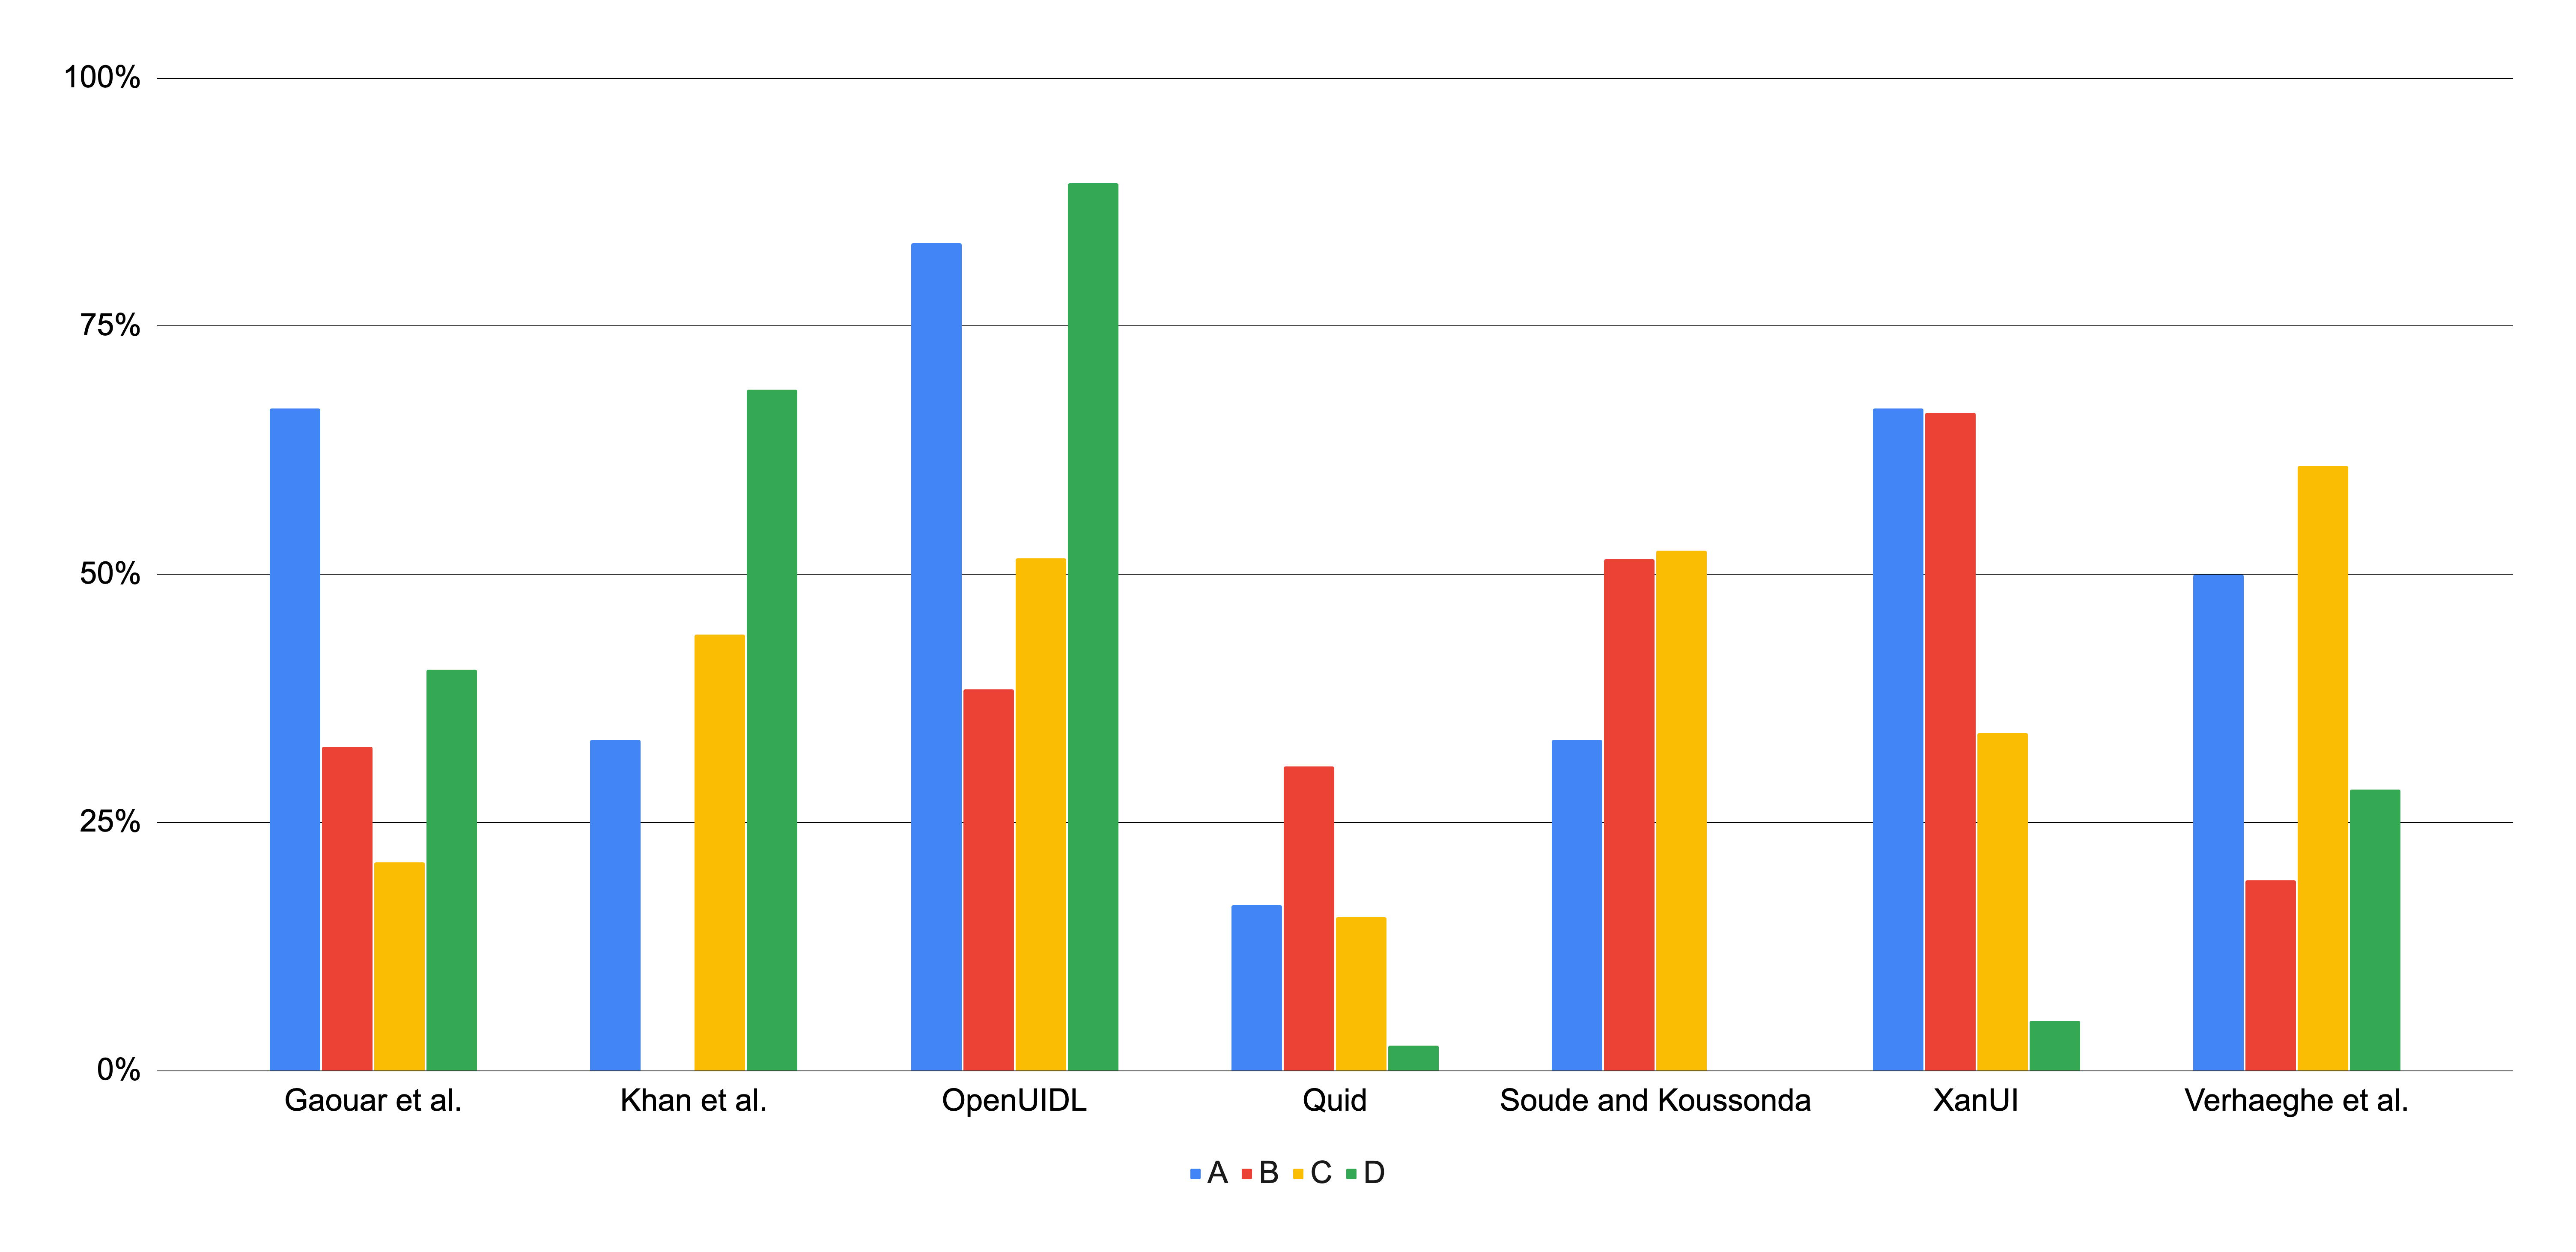 100%
75%
50%
25%
0%
Gaouar et al. Khan et al. OpenUIDL Quid Soude and Koussonda XanUI Verhaeghe et al.
A B C D